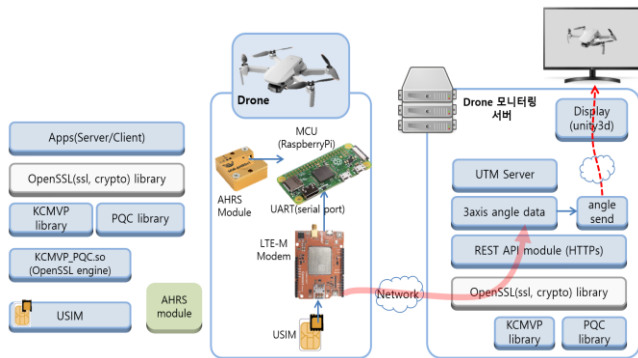 Apps(Server/Client)
OpenSSL(ssl, crypto) library
KCMVP
library
PQC library
KCMVP_PQC.so
(OpenSSL engine)
USIM
AHRS
module
Drone
MCU
(RaspberryPi)
AHRS
Module
UART(serial port)
LTE-M
Modem
USIM
Network
Drone 모니터링
서버
Display
(unity3d)
UTM Server
3axis angle data
angle
send
REST API module (HTTPs)
OpenSSL(ssl, crypto) library
KCMVP
library
PQC
library